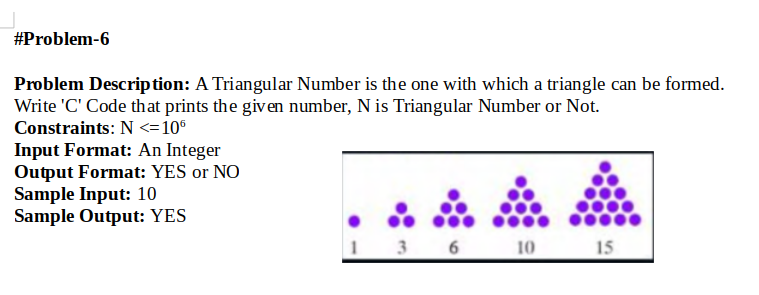 #Problem-6
Problem Description: A Triangular Number is the one with which a triangle can be formed.
Write 'C' Code that prints the given number, N is Triangular Number or Not.
Constraints: N <=10⁶
Input Format: An Integer
Output Format: YES or NO
Sample Input: 10
Sample Output: YES
1 3 6 10 15